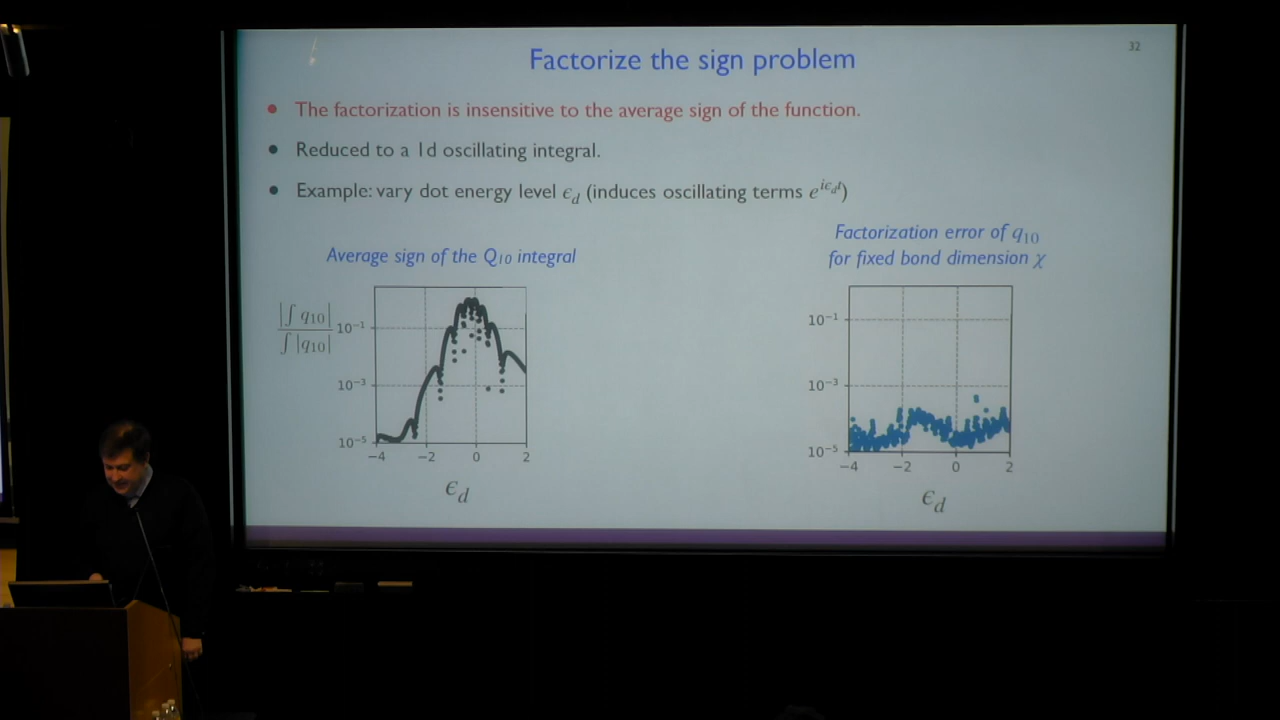 Factorize the sign problem
32
• The factorization is insensitive to the average sign of the function.
• Reduced to a 1d oscillating integral.
• Example: vary dot energy level ϵ_d (induces oscillating terms e^{iϵ_d t})
Average sign of the Q₁₀ integral
|∫ q₁₀|
∫ |q₁₀|
10⁻¹
10⁻³
10⁻⁵
−4 −2 0 2
ϵ_d
Factorization error of q₁₀
for fixed bond dimension χ
10⁻¹
10⁻³
10⁻⁵
−4 −2 0 2
ϵ_d